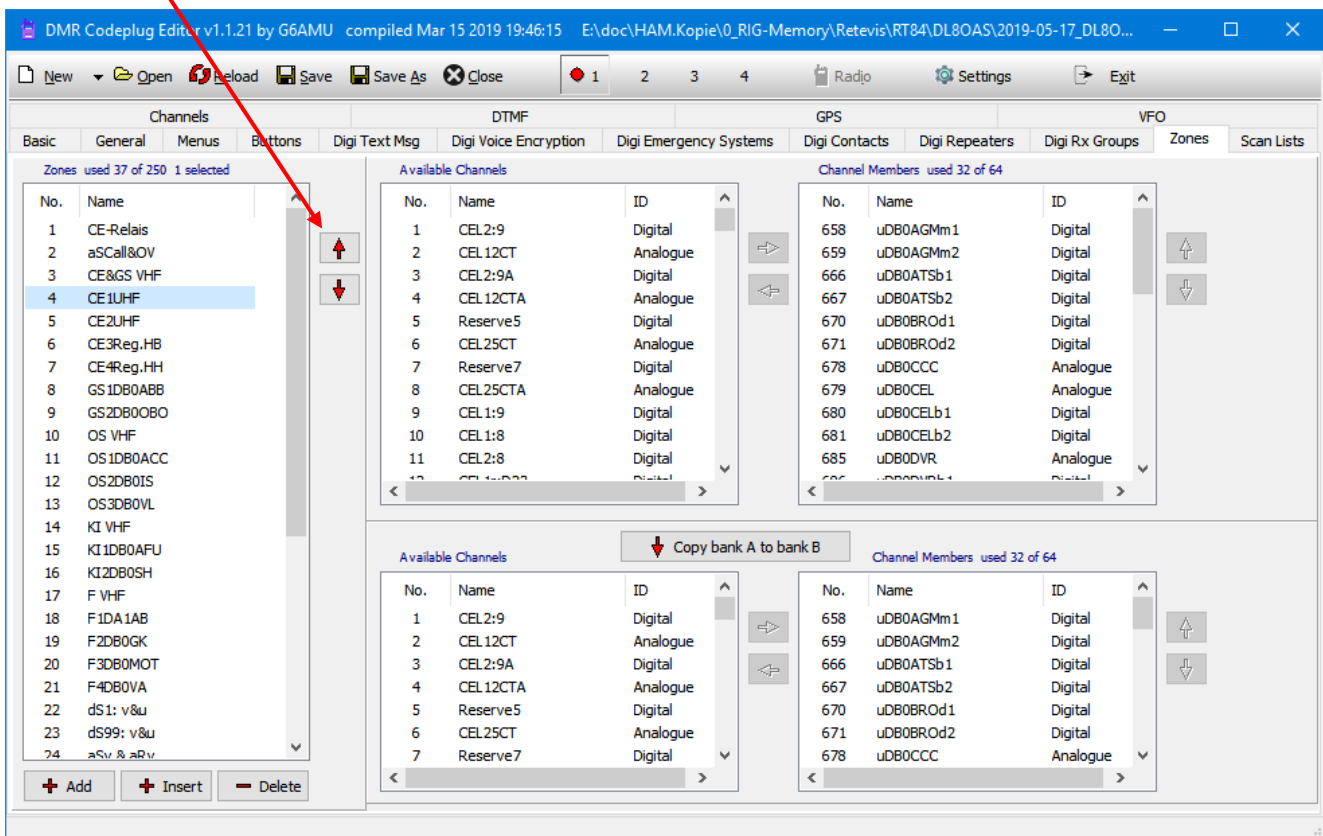 DMR Codeplug Editor v1.1.21 by G6AMU compiled Mar 15 2019 19:46:15 E:\doc\HAM.Kopie\0_RIG-Memory\Retevis\RT84\DL8OAS\2019-05-17_DL8O...
New Open Reload Save Save As Close 1 2 3 4 Radio Settings Exit
Channels DTMF GPS VFO
Basic General Menus Buttons Digi Text Msg Digi Voice Encryption Digi Emergency Systems Digi Contacts Digi Repeaters Digi Rx Groups Zones Scan Lists
Zones used 37 of 250 1 selected
No. Name
1 CE-Relais
2 aSCall&OV
3 CE&GS VHF
4 CE1UHF
5 CE2UHF
6 CE3Reg.HB
7 CE4Reg.HH
8 GS1DB0ABB
9 GS2DB0OBO
10 OS VHF
11 OS1DB0ACC
12 OS2DB0IS
13 OS3DB0VL
14 KI VHF
15 KI1DB0AFU
16 KI2DB0SH
17 F VHF
18 F1DA1AB
19 F2DB0GK
20 F3DB0MOT
21 F4DB0VA
22 dS1: v&u
23 dS99: v&u
24 aSv & aRv
Add Insert Delete
Available Channels
No. Name ID
1 CEL2:9 Digital
2 CEL12CT Analogue
3 CEL2:9A Digital
4 CEL12CTA Analogue
5 Reserve5 Digital
6 CEL25CT Analogue
7 Reserve7 Digital
8 CEL25CTA Analogue
9 CEL1:9 Digital
10 CEL1:8 Digital
11 CEL2:8 Digital
12 Digital
Channel Members used 32 of 64
No. Name ID
658 uDB0AGMm1 Digital
659 uDB0AGMm2 Digital
666 uDB0ATSb1 Digital
667 uDB0ATSb2 Digital
670 uDB0BROd1 Digital
671 uDB0BROd2 Digital
678 uDB0CCC Analogue
679 uDB0CEL Analogue
680 uDB0CELb1 Digital
681 uDB0CELb2 Digital
685 uDB0DVR Analogue
686 uDB0DVRb1 Digital
Copy bank A to bank B
Available Channels
No. Name ID
1 CEL2:9 Digital
2 CEL12CT Analogue
3 CEL2:9A Digital
4 CEL12CTA Analogue
5 Reserve5 Digital
6 CEL25CT Analogue
7 Reserve7 Digital
Channel Members used 32 of 64
No. Name ID
658 uDB0AGMm1 Digital
659 uDB0AGMm2 Digital
666 uDB0ATSb1 Digital
667 uDB0ATSb2 Digital
670 uDB0BROd1 Digital
671 uDB0BROd2 Digital
678 uDB0CCC Analogue